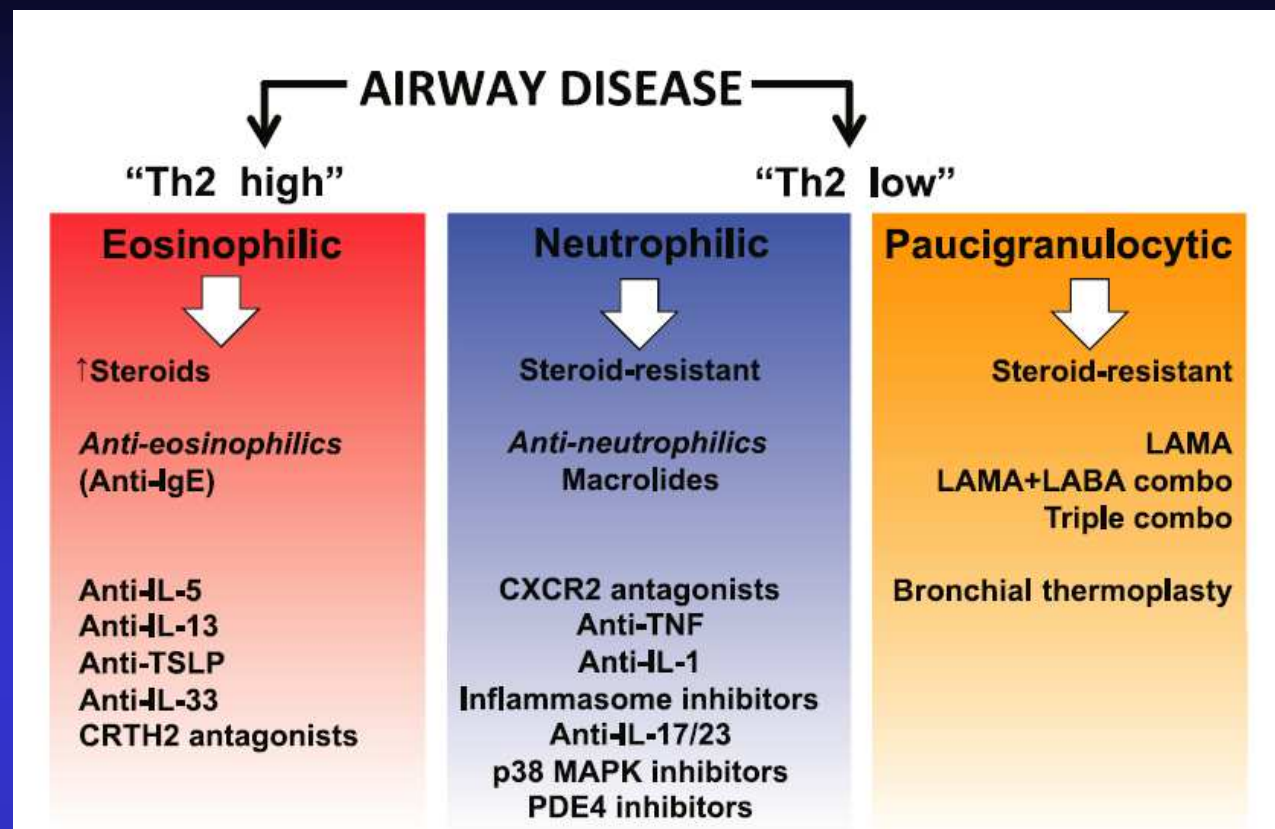 AIRWAY DISEASE
“Th2 high”
“Th2 low”
Eosinophilic
↑Steroids
Anti-eosinophilics
(Anti-IgE)
Anti-IL-5
Anti-IL-13
Anti-TSLP
Anti-IL-33
CRTH2 antagonists
Neutrophilic
Steroid-resistant
Anti-neutrophilics
Macrolides
CXCR2 antagonists
Anti-TNF
Anti-IL-1
Inflammasome inhibitors
Anti-IL-17/23
p38 MAPK inhibitors
PDE4 inhibitors
Paucigranulocytic
Steroid-resistant
LAMA
LAMA+LABA combo
Triple combo
Bronchial thermoplasty